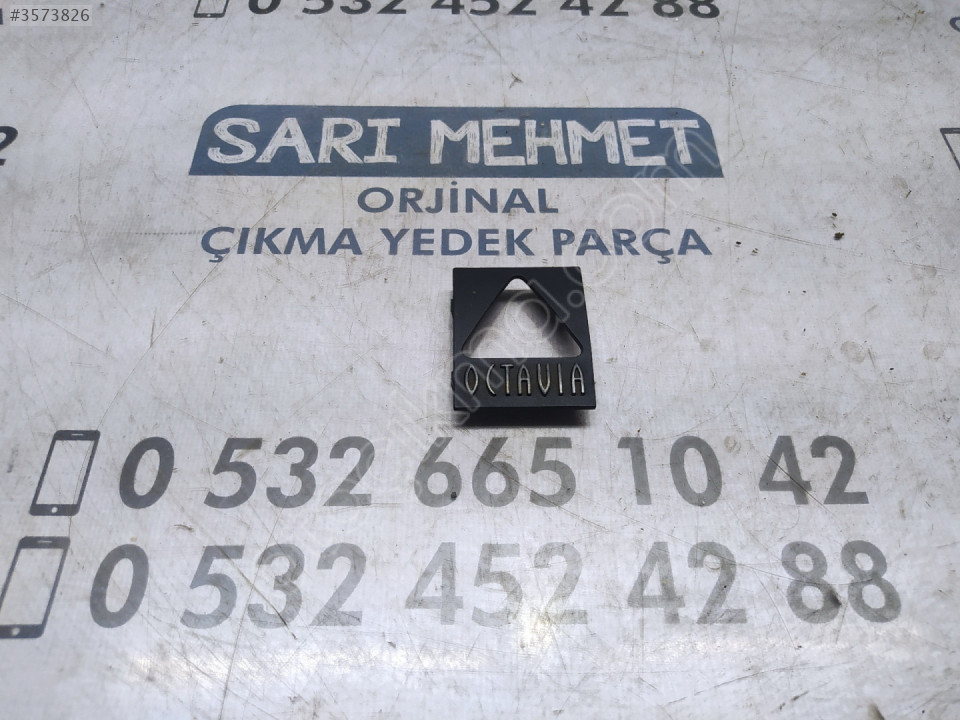 #3573826
0 532 452 42 88
SARI MEHMET
ORJİNAL
ÇIKMA YEDEK PARÇA
OCTAVIA
0 532 665 10 42
0 532 452 42 88